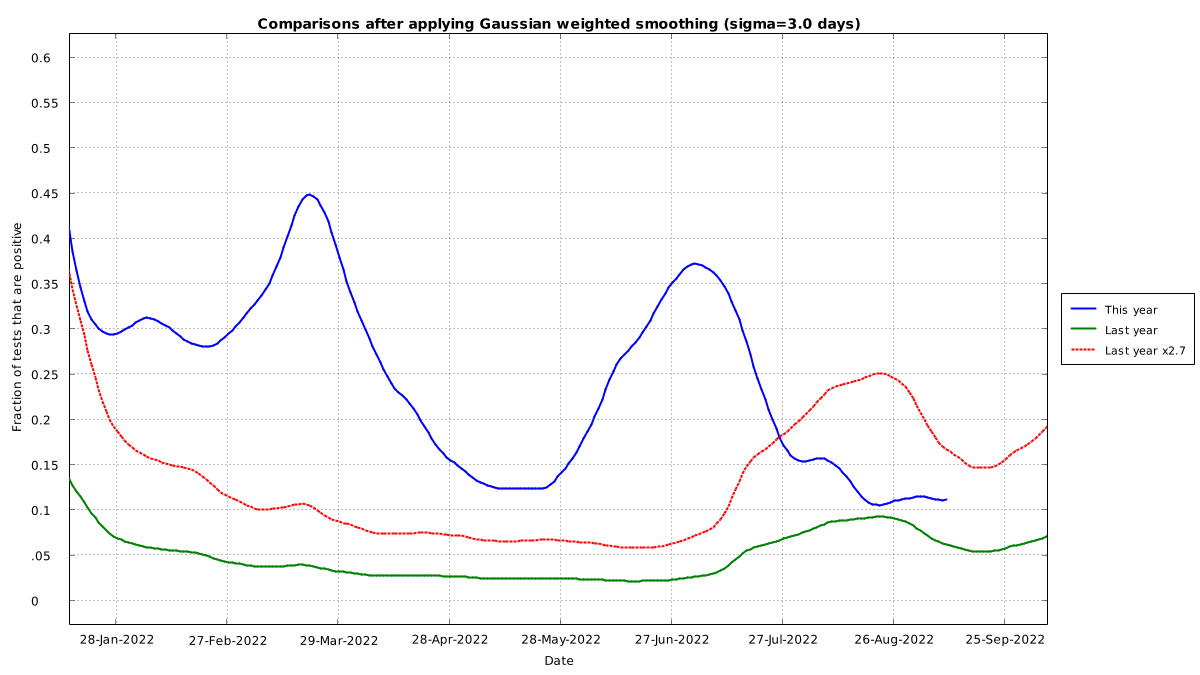 Comparisons after applying Gaussian weighted smoothing (sigma=3.0 days)
Fraction of tests that are positive
0.6
0.55
0.5
0.45
0.4
0.35
0.3
0.25
0.2
0.15
0.1
.05
0
28-Jan-2022 27-Feb-2022 29-Mar-2022 28-Apr-2022 28-May-2022 27-Jun-2022 27-Jul-2022 26-Aug-2022 25-Sep-2022
Date
This year
Last year
Last year x2.7